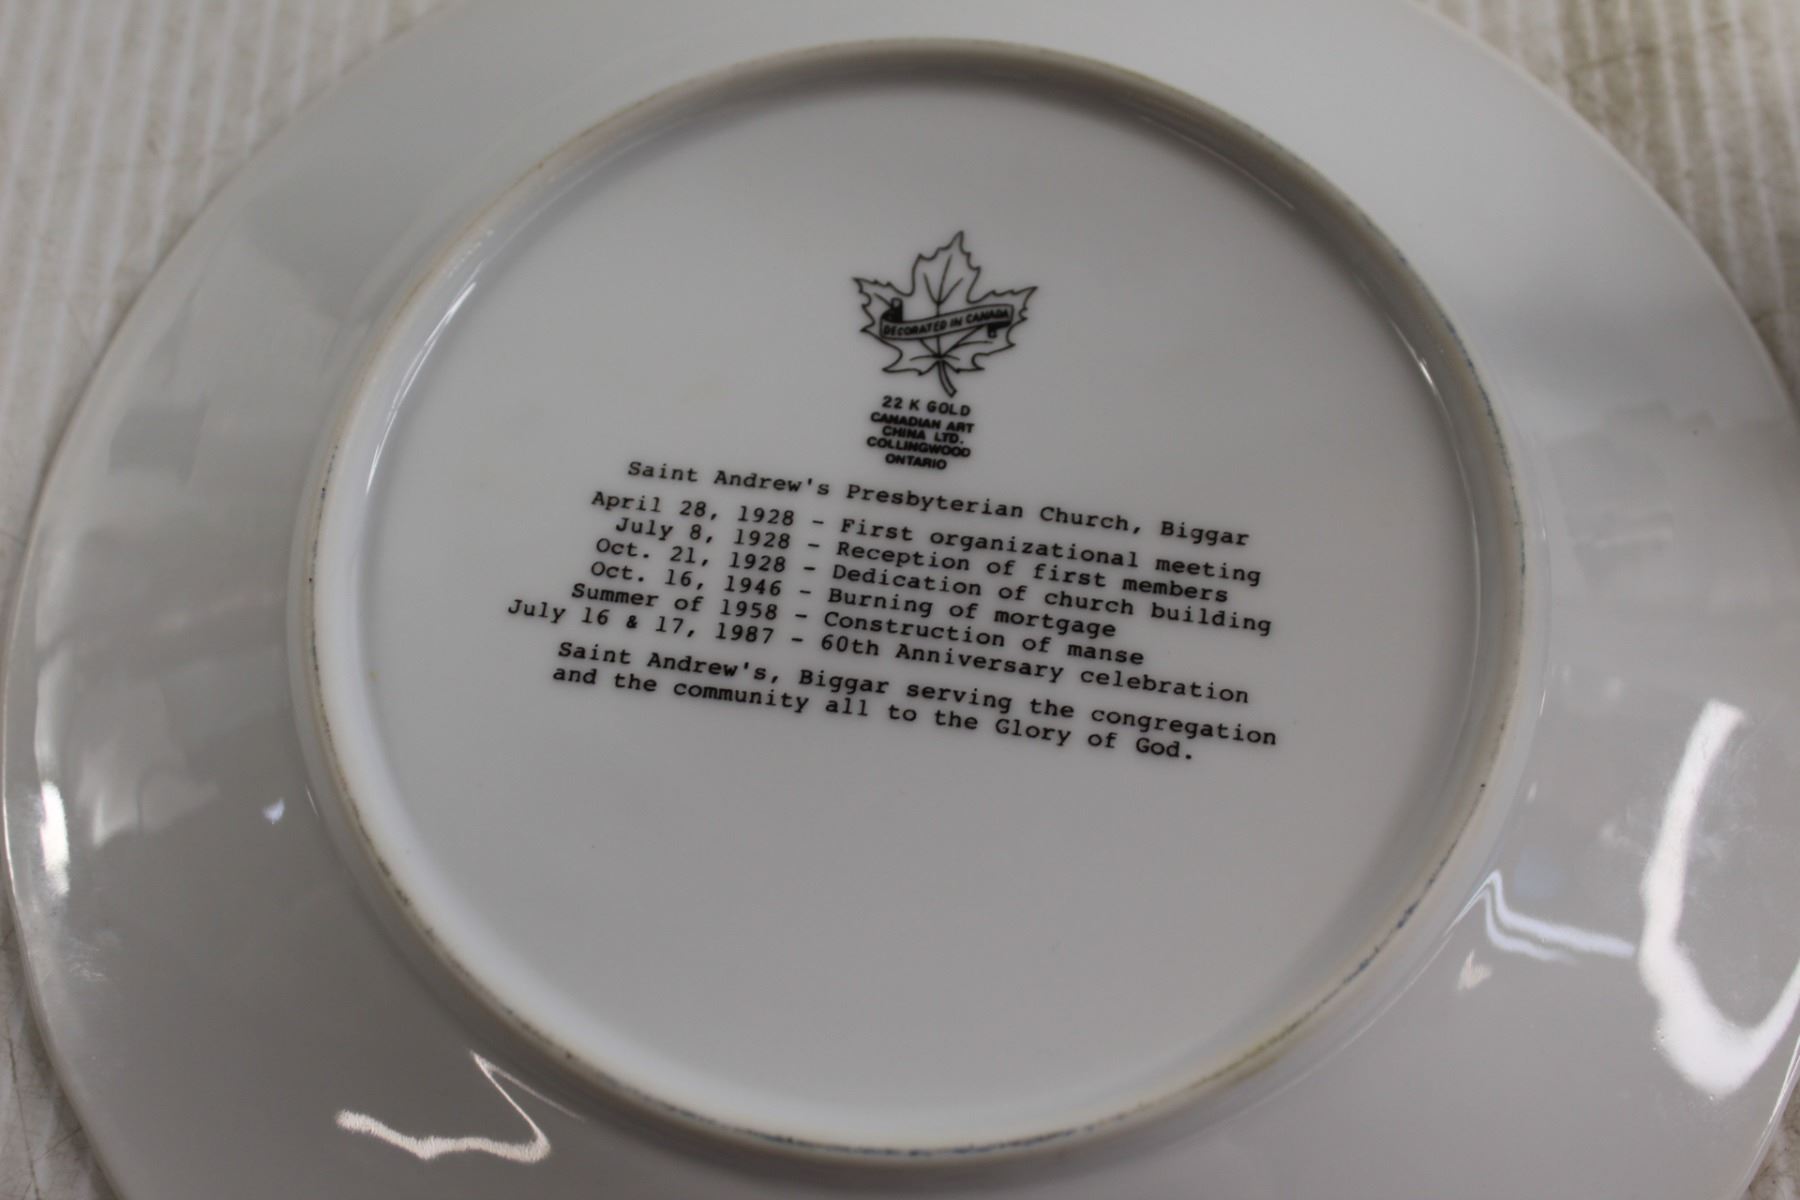 DECORATED IN CANADA
22 K GOLD
CANADIAN ART
CHINA LTD.
COLLINGWOOD
ONTARIO
Saint Andrew's Presbyterian Church, Biggar
April 28, 1928 - First organizational meeting
July 8, 1928 - Reception of first members
Oct. 21, 1928 - Dedication of church building
Oct. 16, 1946 - Burning of mortgage
Summer of 1958 - Construction of manse
July 16 & 17, 1987 - 60th Anniversary celebration
Saint Andrew's, Biggar serving the congregation
and the community all to the Glory of God.